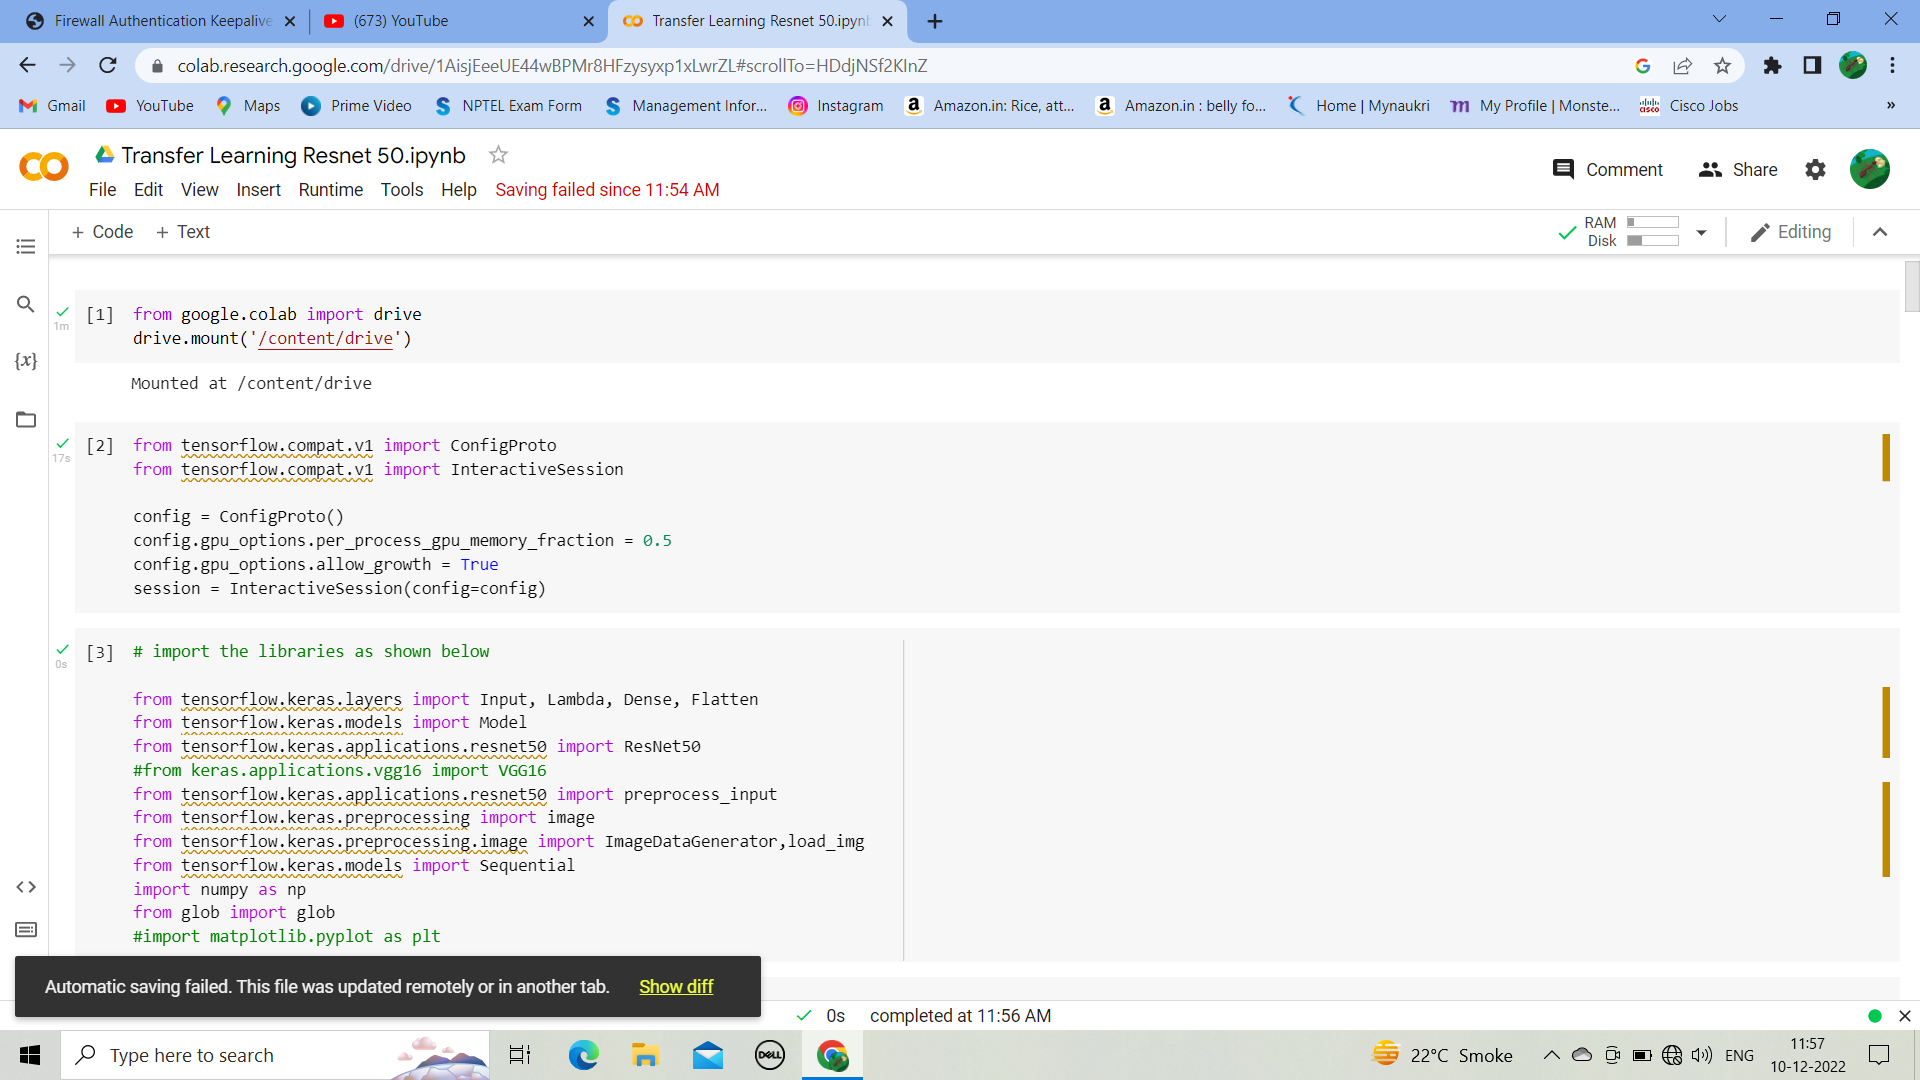 Firewall Authentication Keepalive
(673) YouTube
Transfer Learning Resnet 50.ipynb
colab.research.google.com/drive/1AisjEeeUE44wBPMr8HFzysyxp1xLwrZL#scrollTo=HDdjNSf2KInZ
Gmail
YouTube
Maps
Prime Video
NPTEL Exam Form
Management Infor...
Instagram
Amazon.in: Rice, att...
Amazon.in : belly fo...
Home | Mynaukri
My Profile | Monste...
Cisco Jobs
»
Transfer Learning Resnet 50.ipynb
Comment
Share
File Edit View Insert Runtime Tools Help Saving failed since 11:54 AM
+ Code + Text
RAM
Disk
Editing
1m
[1] from google.colab import drive
drive.mount('/content/drive')
Mounted at /content/drive
17s
[2] from tensorflow.compat.v1 import ConfigProto
from tensorflow.compat.v1 import InteractiveSession
config = ConfigProto()
config.gpu_options.per_process_gpu_memory_fraction = 0.5
config.gpu_options.allow_growth = True
session = InteractiveSession(config=config)
0s
[3] # import the libraries as shown below
from tensorflow.keras.layers import Input, Lambda, Dense, Flatten
from tensorflow.keras.models import Model
from tensorflow.keras.applications.resnet50 import ResNet50
#from keras.applications.vgg16 import VGG16
from tensorflow.keras.applications.resnet50 import preprocess_input
from tensorflow.keras.preprocessing import image
from tensorflow.keras.preprocessing.image import ImageDataGenerator,load_img
from tensorflow.keras.models import Sequential
import numpy as np
from glob import glob
#import matplotlib.pyplot as plt
{x}
Automatic saving failed. This file was updated remotely or in another tab. Show diff
0s completed at 11:56 AM
Type here to search
DELL
22°C Smoke
ENG
11:57
10-12-2022